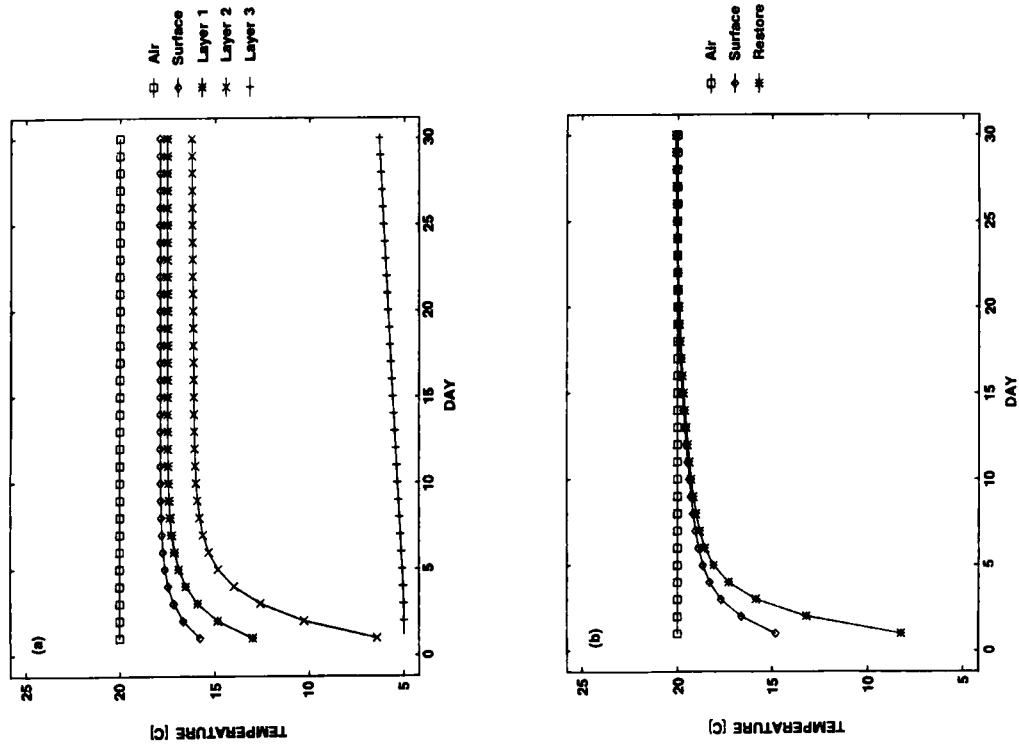 (a)
TEMPERATURE [C]
25
20
15
10
5
0
5
10
15
20
25
30
DAY
Air
Surface
Layer 1
Layer 2
Layer 3
(b)
TEMPERATURE [C]
25
20
15
10
5
0
5
10
15
20
25
30
DAY
Air
Surface
Restore